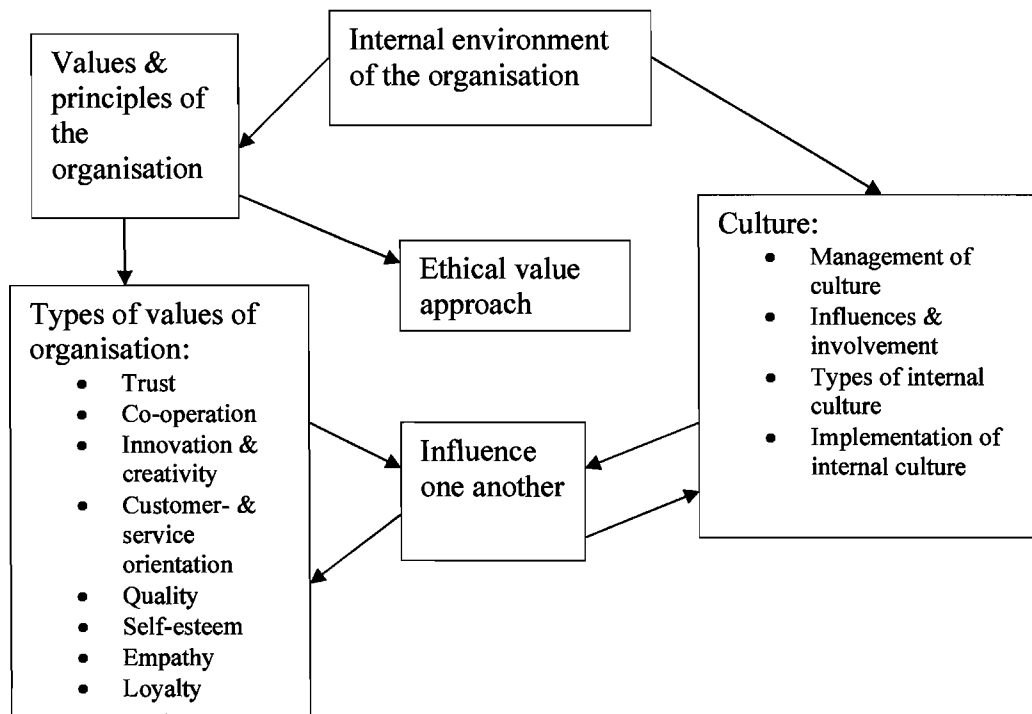 Internal environment
of the organisation
Values &
principles of
the
organisation
Ethical value
approach
Culture:
• Management of
culture
• Influences &
involvement
• Types of internal
culture
• Implementation of
internal culture
Types of values of
organisation:
• Trust
• Co-operation
• Innovation &
creativity
• Customer- &
service
orientation
• Quality
• Self-esteem
• Empathy
• Loyalty
Influence
one another